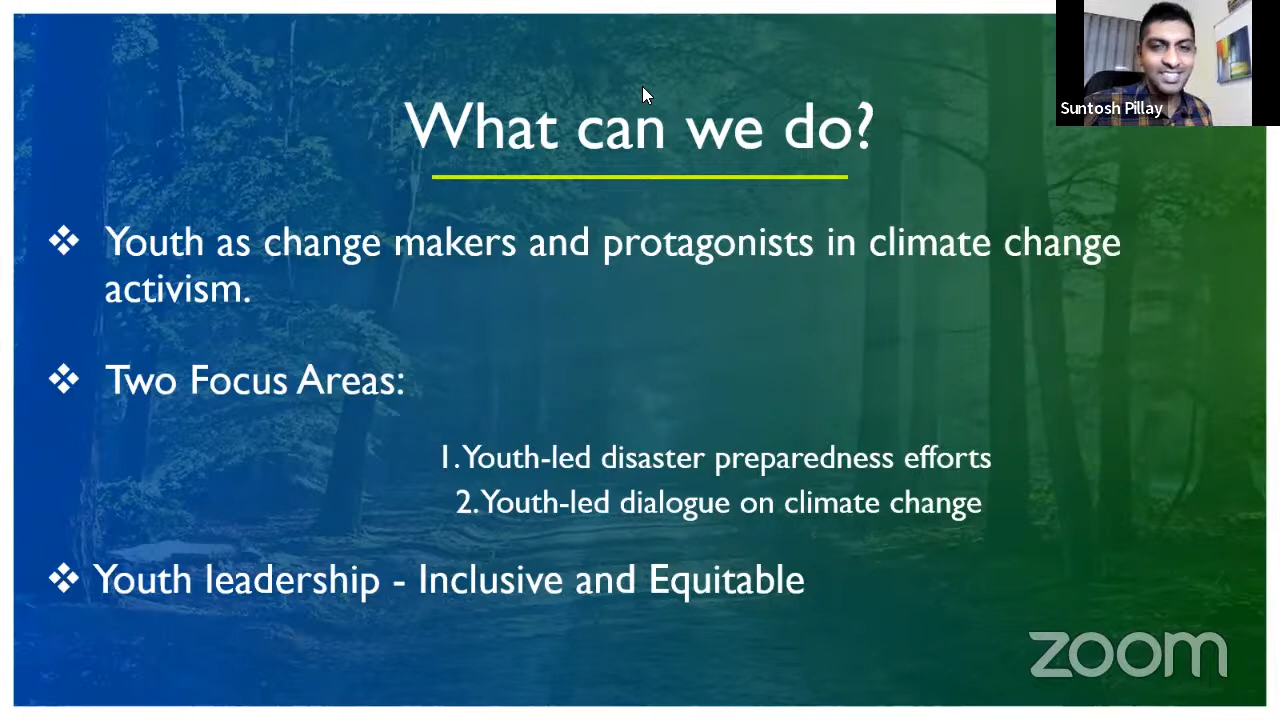 Suntosh Pillay
What can we do?
❖ Youth as change makers and protagonists in climate change
activism.
❖ Two Focus Areas:
1. Youth-led disaster preparedness efforts
2. Youth-led dialogue on climate change
❖ Youth leadership - Inclusive and Equitable
zoom